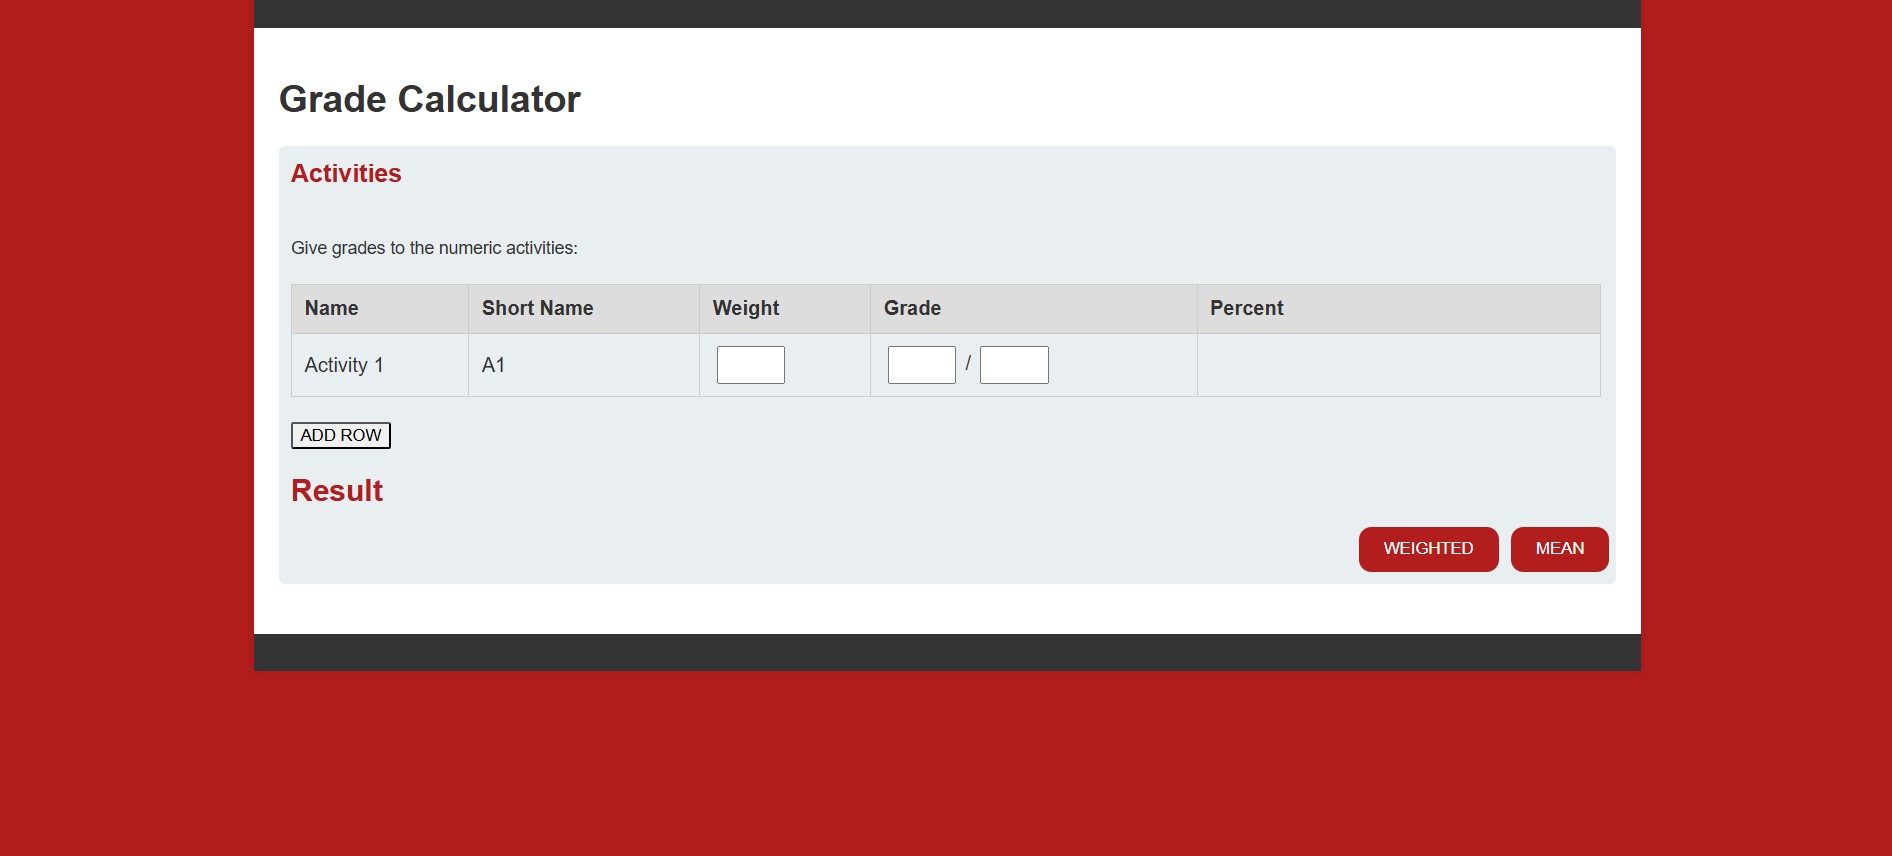 Grade Calculator
Activities
Give grades to the numeric activities:
Name Short Name Weight Grade Percent
Activity 1 A1 /
ADD ROW
Result
WEIGHTED MEAN